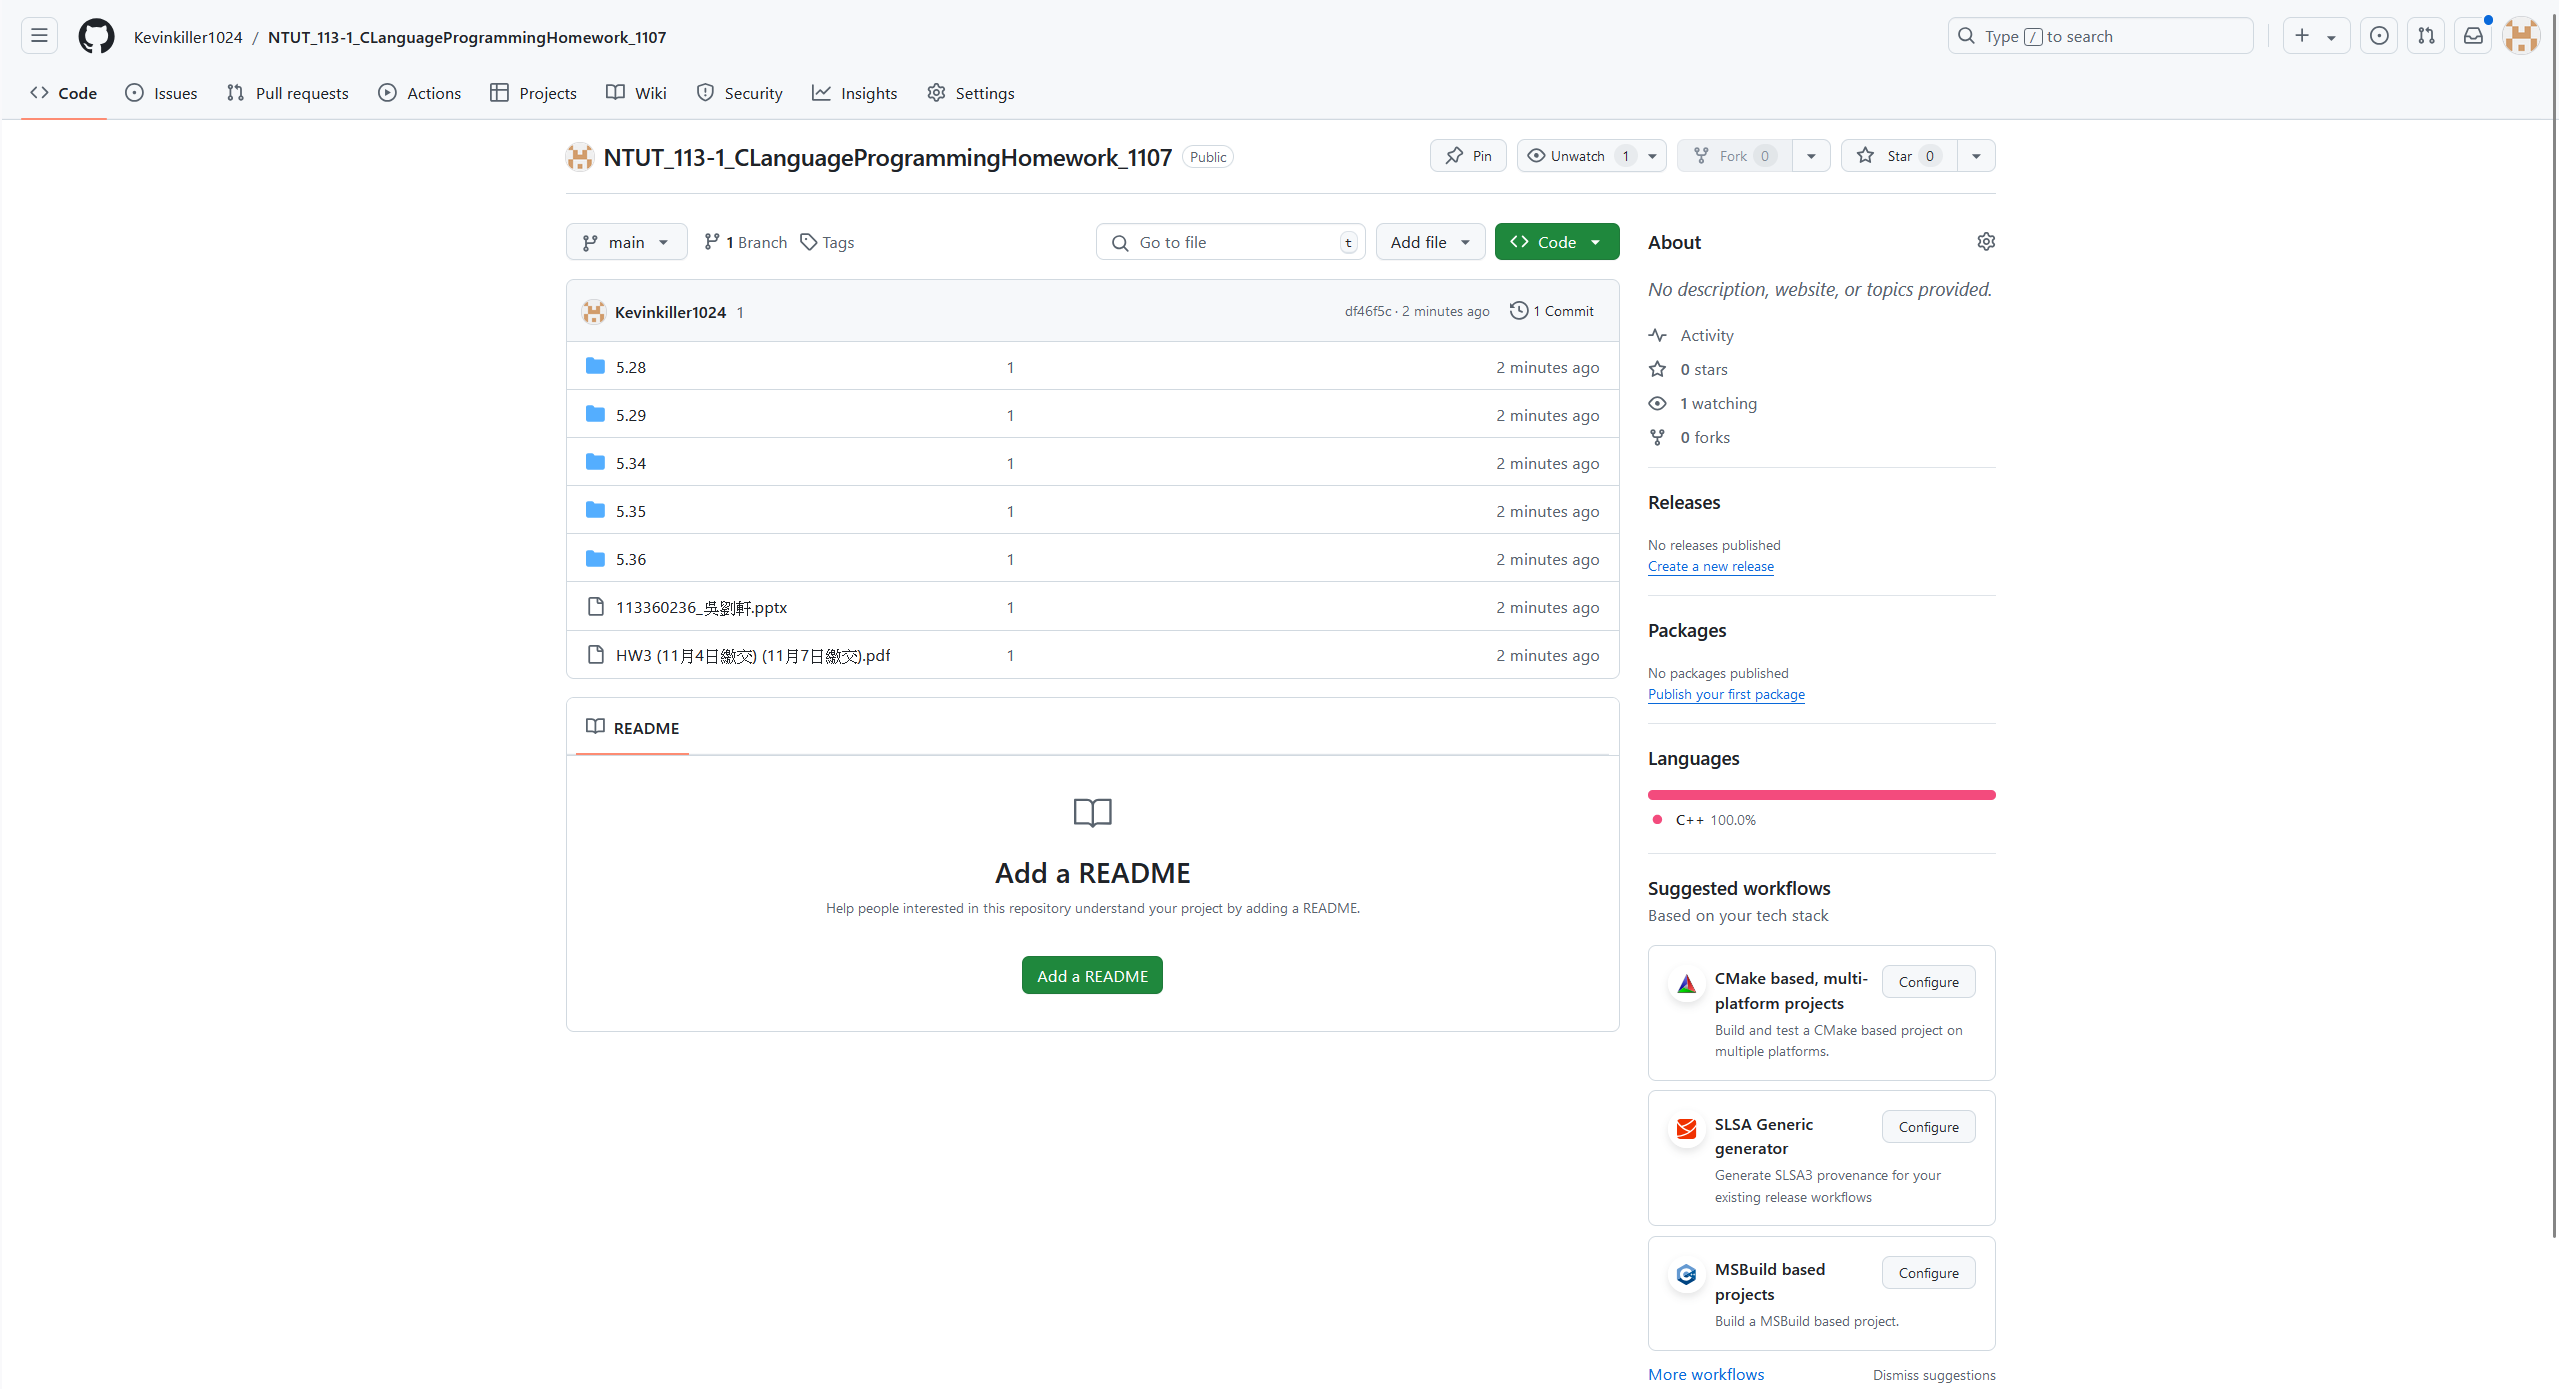 Kevinkiller1024 / NTUT_113-1_CLanguageProgrammingHomework_1107
Type / to search
Code Issues Pull requests Actions Projects Wiki Security Insights Settings
NTUT_113-1_CLanguageProgrammingHomework_1107 Public
Pin Unwatch 1 Fork 0 Star 0
main 1 Branch Tags Go to file t Add file Code
Kevinkiller1024 1 df46f5c · 2 minutes ago 1 Commit
5.28 1 2 minutes ago
5.29 1 2 minutes ago
5.34 1 2 minutes ago
5.35 1 2 minutes ago
5.36 1 2 minutes ago
113360236_吳劉軒.pptx 1 2 minutes ago
HW3 (11月4日繳交) (11月7日繳交).pdf 1 2 minutes ago
README
Add a README
Help people interested in this repository understand your project by adding a README.
Add a README
About
No description, website, or topics provided.
Activity
0 stars
1 watching
0 forks
Releases
No releases published
Create a new release
Packages
No packages published
Publish your first package
Languages
C++ 100.0%
Suggested workflows
Based on your tech stack
CMake based, multi-
platform projects
Configure
Build and test a CMake based project on
multiple platforms.
SLSA Generic
generator
Configure
Generate SLSA3 provenance for your
existing release workflows
MSBuild based
projects
Configure
Build a MSBuild based project.
More workflows Dismiss suggestions